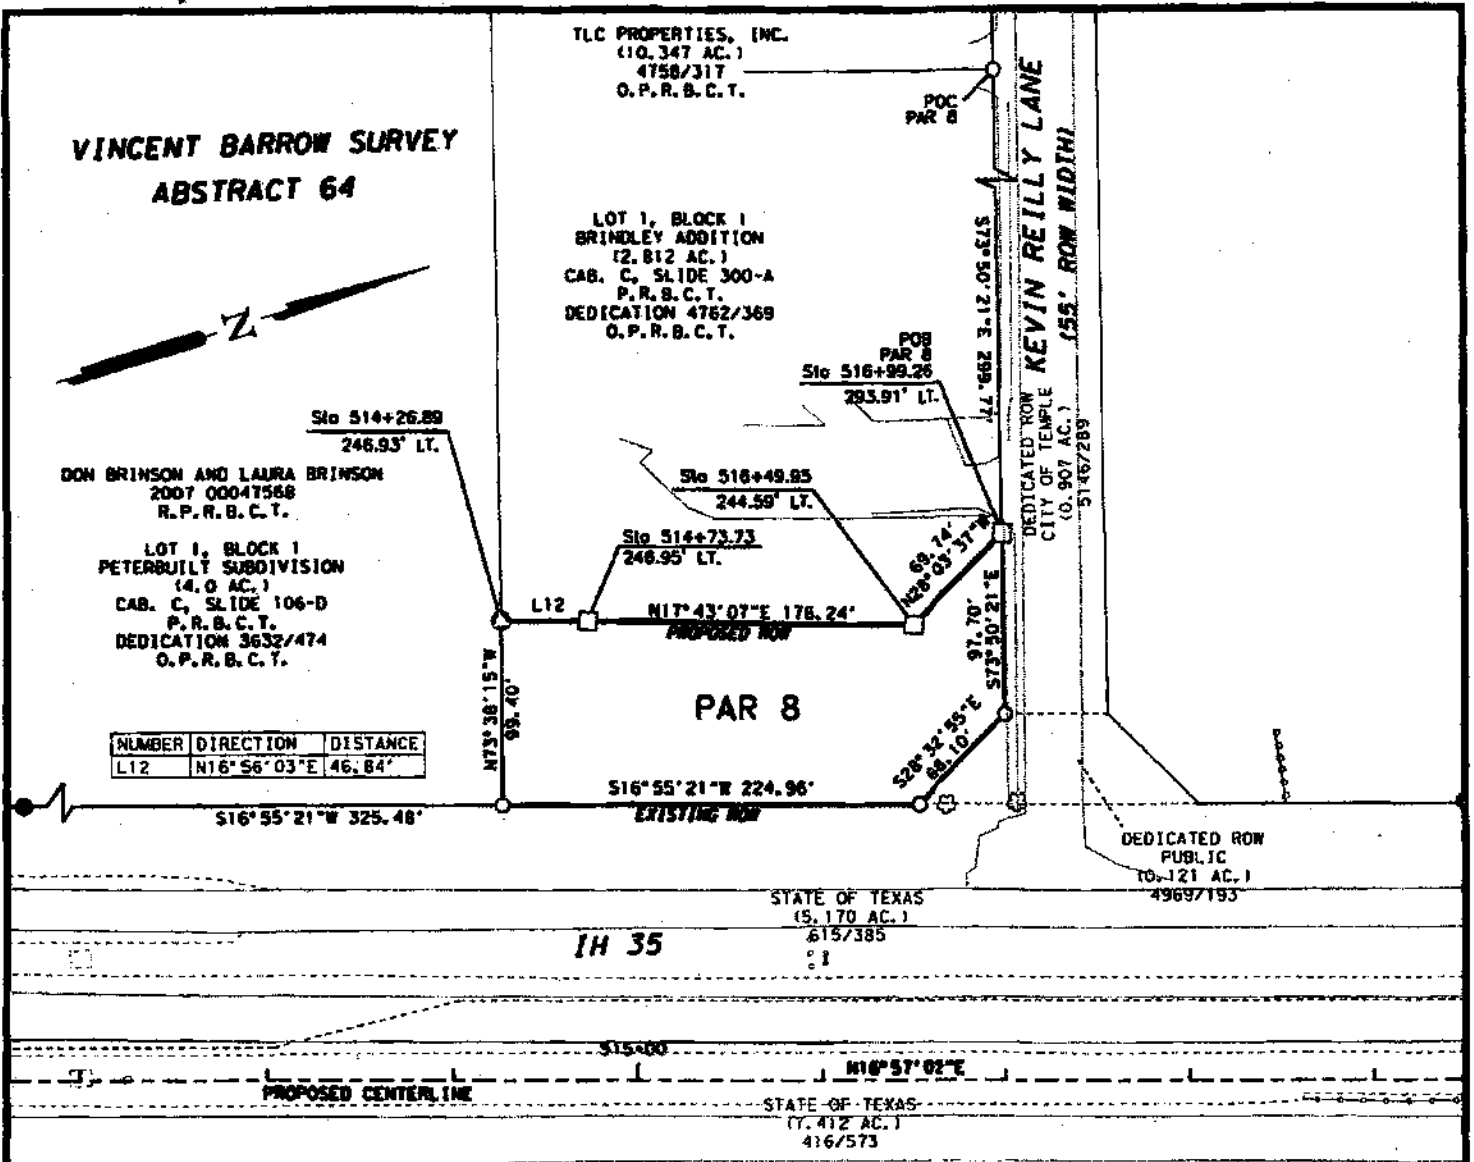 TLC PROPERTIES, INC.
(10.347 AC.)
4758/317
O.P.R.B.C.T.
POC
PAR 8
VINCENT BARROW SURVEY
ABSTRACT 64
KEVIN REILLY LANE
(55' ROW WIDTH)
LOT 1, BLOCK 1
BRINDLEY ADDITION
(2.812 AC.)
CAB. C, SLIDE 300-A
P.R.B.C.T.
DEDICATION 4762/369
O.P.R.B.C.T.
S73°50'21"E 299.77'
N
POB
PAR 8
Sta 516+99.26
293.91' LT.
DEDICATED ROW
CITY OF TEMPLE
(0.907 AC.)
5146/289
Sta 514+26.89
246.93' LT.
DON BRINSON AND LAURA BRINSON
2007 00047568
R.P.R.B.C.T.
Sta 516+49.95
244.59' LT.
Sta 514+73.73
246.95' LT.
LOT 1, BLOCK 1
PETERBUILT SUBDIVISION
(4.0 AC.)
CAB. C, SLIDE 106-D
P.R.B.C.T.
DEDICATION 3632/474
O.P.R.B.C.T.
L12
N17°43'07"E 176.24'
PROPOSED ROW
69.74'
N28°03'37"W
97.70'
S73°50'21"E
N73°38'15"W
99.40'
PAR 8
S28°32'55"E
68.10'
NUMBER DIRECTION DISTANCE
L12 N16°56'03"E 46.84'
S16°55'21"W 224.96'
EXISTING ROW
S16°55'21"W 325.48'
DEDICATED ROW
PUBLIC
(0.121 AC.)
4969/193
STATE OF TEXAS
(5.170 AC.)
615/385
IH 35
515+00
N16°57'02"E
PROPOSED CENTERLINE
STATE OF TEXAS
(7.412 AC.)
416/573